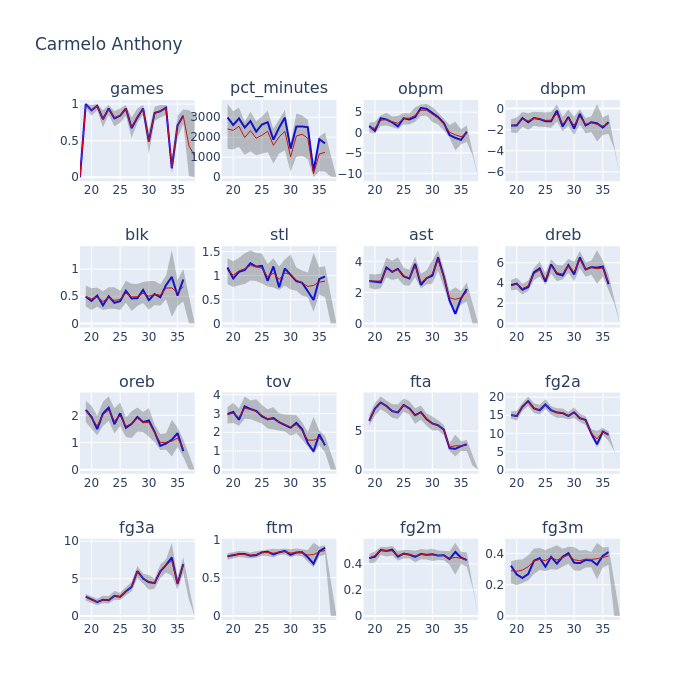 Carmelo Anthony
games pct_minutes obpm dbpm
1 0.5 0 3000 2000 1000 0 5 0 −5 −10 0 −2 −4 −6
20 25 30 35 20 25 30 35 20 25 30 35 20 25 30 35
blk stl ast dreb
1 0.5 0 1.5 1 0.5 0 4 2 0 6 4 2 0
20 25 30 35 20 25 30 35 20 25 30 35 20 25 30 35
oreb tov fta fg2a
2 1 0 4 3 2 1 0 5 0 20 15 10 5 0
20 25 30 35 20 25 30 35 20 25 30 35 20 25 30 35
fg3a ftm fg2m fg3m
10 5 0 1 0.5 0 0.4 0.2 0 0.4 0.2 0
20 25 30 35 20 25 30 35 20 25 30 35 20 25 30 35